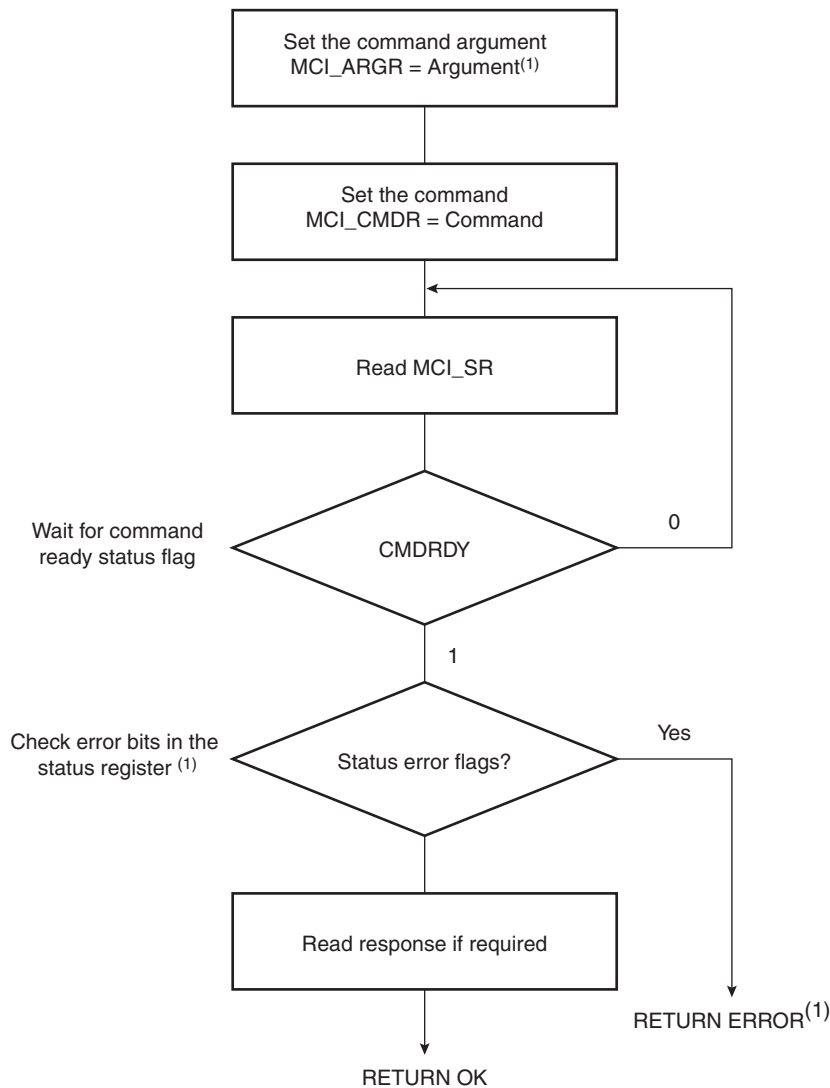 Set the command argument
MCI_ARGR = Argument(1)
Set the command
MCI_CMDR = Command
Read MCI_SR
Wait for command
ready status flag
CMDRDY
0
1
Check error bits in the
status register (1)
Status error flags?
Yes
Read response if required
RETURN ERROR(1)
RETURN OK